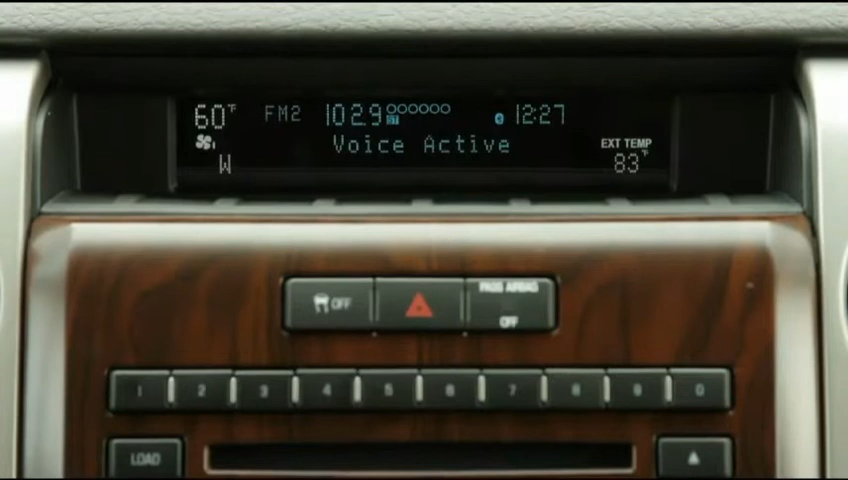 60°F FM2 102.9 ST 12:27
Voice Active
EXT TEMP
W 83°F
OFF
PASS AIRBAG
OFF
1 2 3 4 5 6 7 8 9 0
LOAD